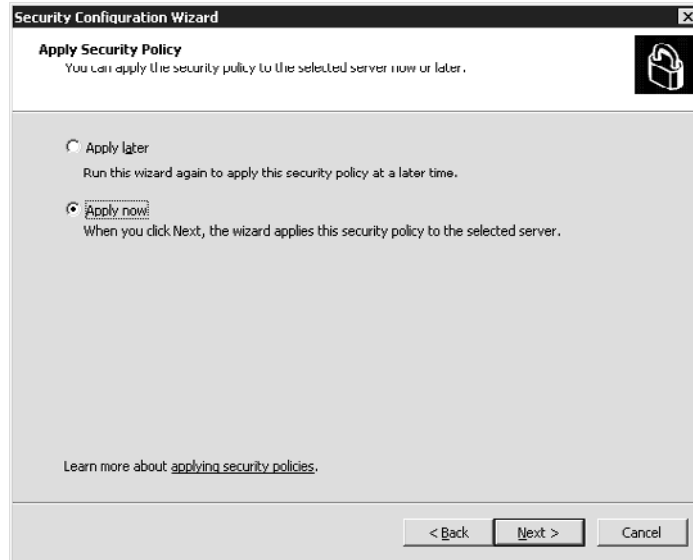 Security Configuration Wizard
Apply Security Policy
You can apply the security policy to the selected server now or later.
Apply later
Run this wizard again to apply this security policy at a later time.
Apply now
When you click Next, the wizard applies this security policy to the selected server.
Learn more about applying security policies.
< Back Next > Cancel